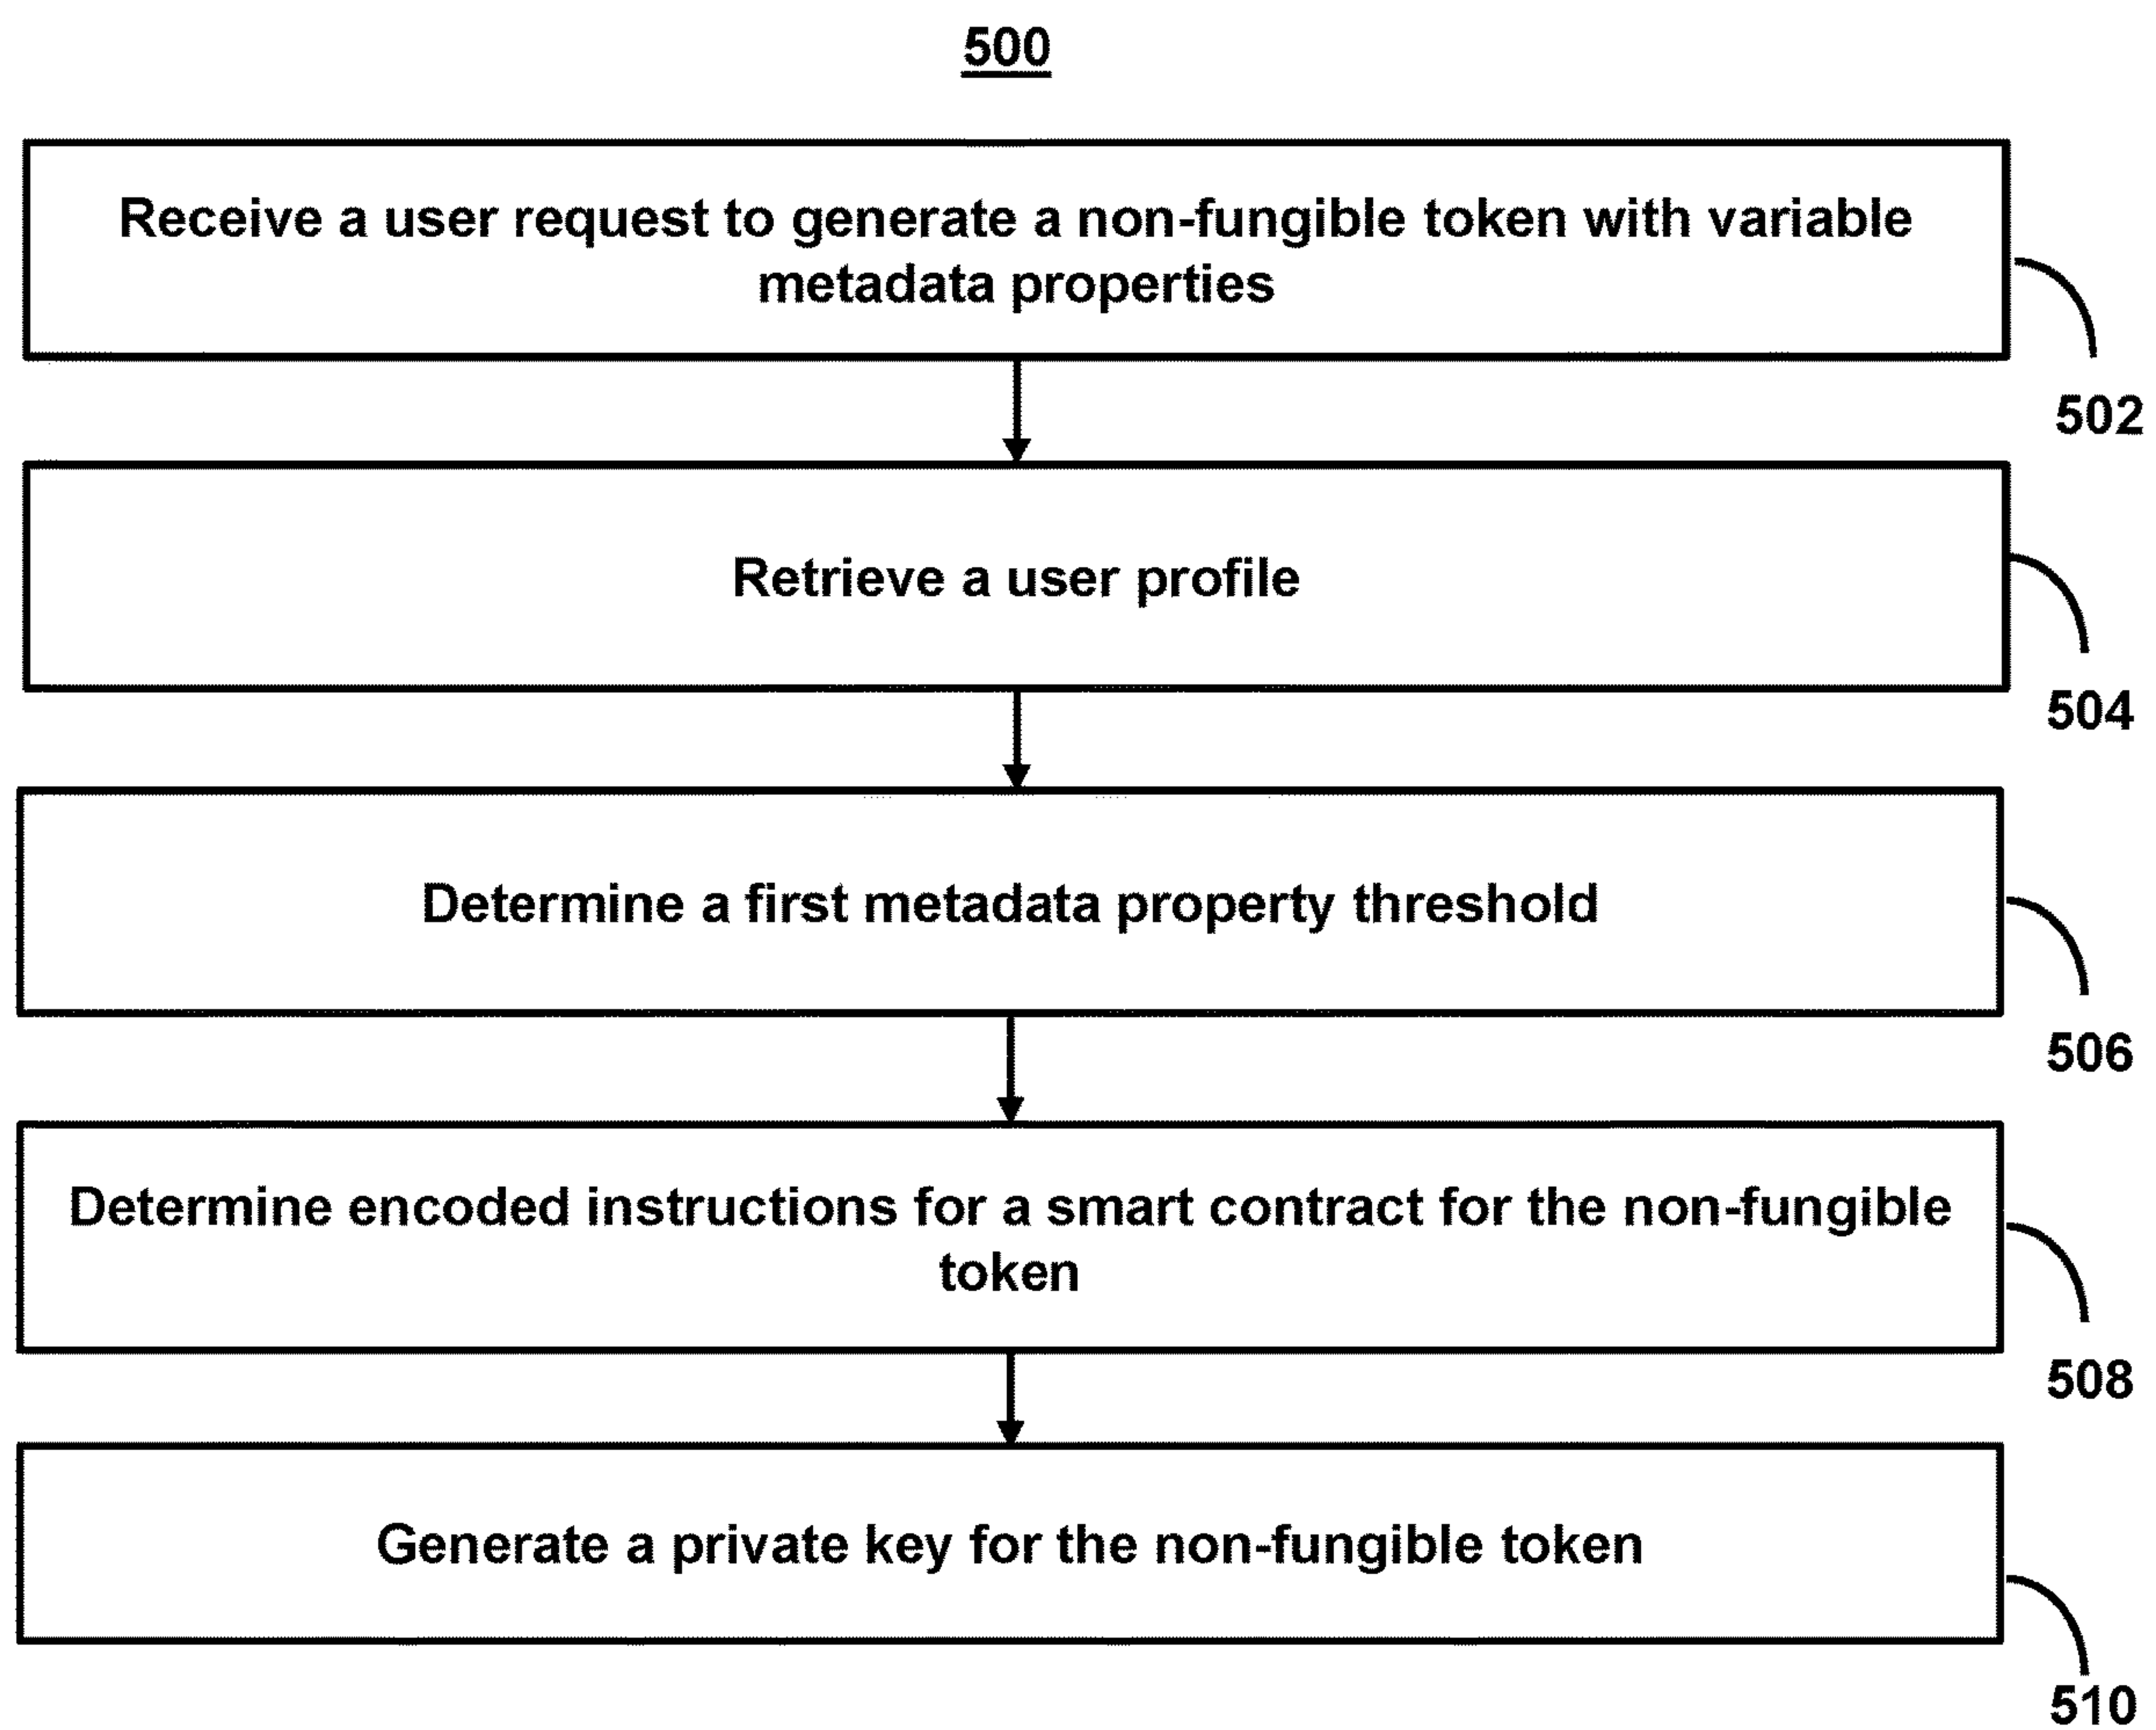 500
Receive a user request to generate a non-fungible token with variable
metadata properties
502
Retrieve a user profile
504
Determine a first metadata property threshold
506
Determine encoded instructions for a smart contract for the non-fungible
token
508
Generate a private key for the non-fungible token
510